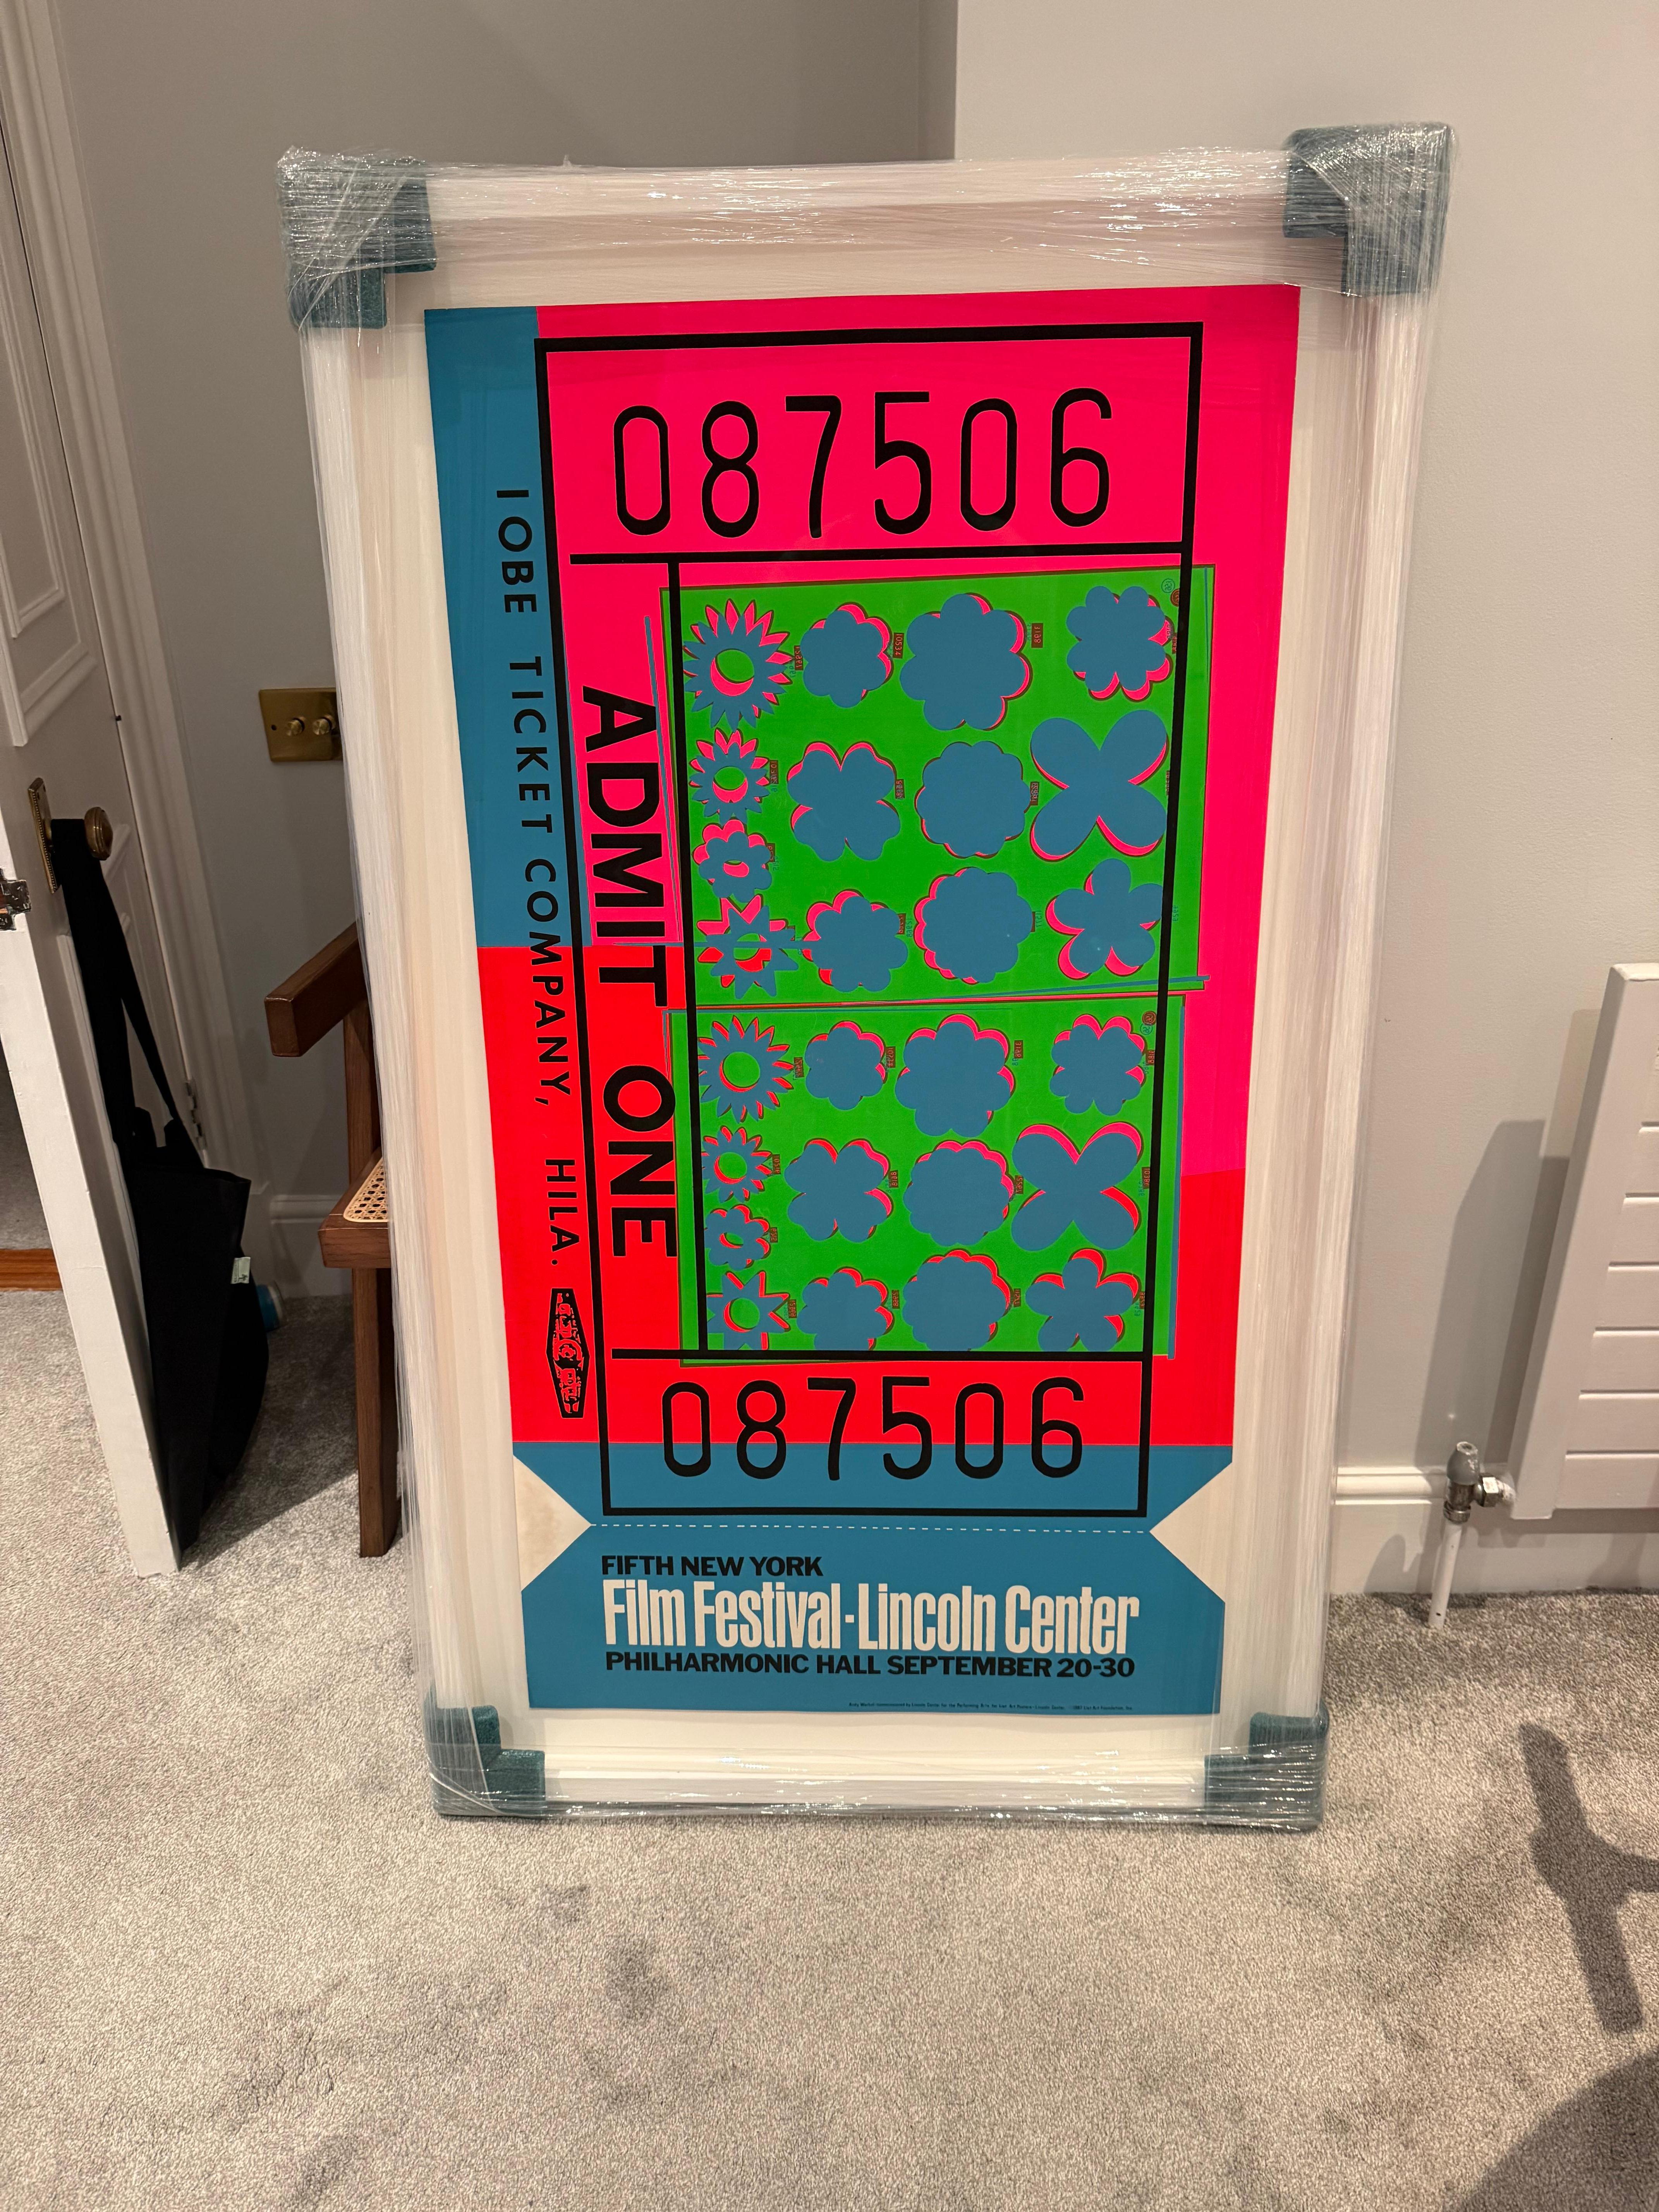 087506
IOBE TICKET COMPANY, HILA.
ADMIT ONE
087506
FIFTH NEW YORK
Film Festival·Lincoln Center
PHILHARMONIC HALL SEPTEMBER 20-30